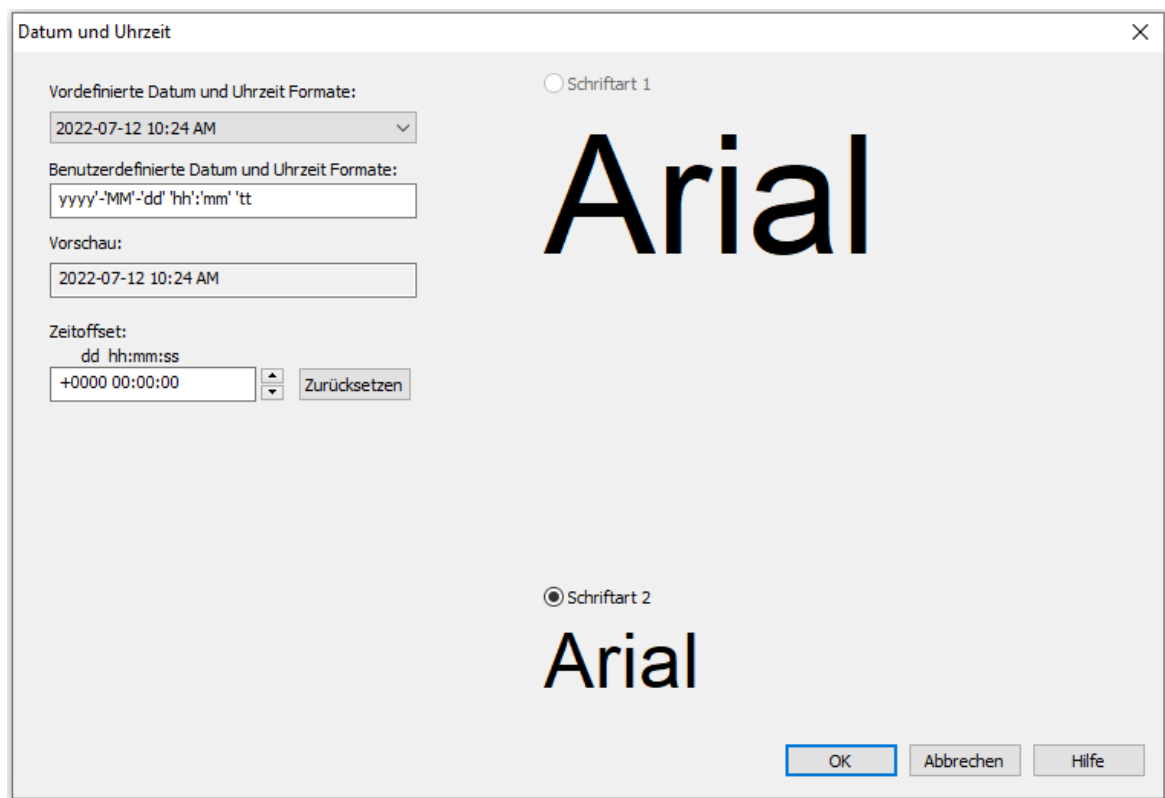 Datum und Uhrzeit
Vordefinierte Datum und Uhrzeit Formate:
2022-07-12 10:24 AM
Benutzerdefinierte Datum und Uhrzeit Formate:
yyyy'-'MM'-'dd' 'hh':'mm' 'tt
Vorschau:
2022-07-12 10:24 AM
Zeitoffset:
dd hh:mm:ss
+0000 00:00:00
Zurücksetzen
Schriftart 1
Arial
Schriftart 2
Arial
OK
Abbrechen
Hilfe